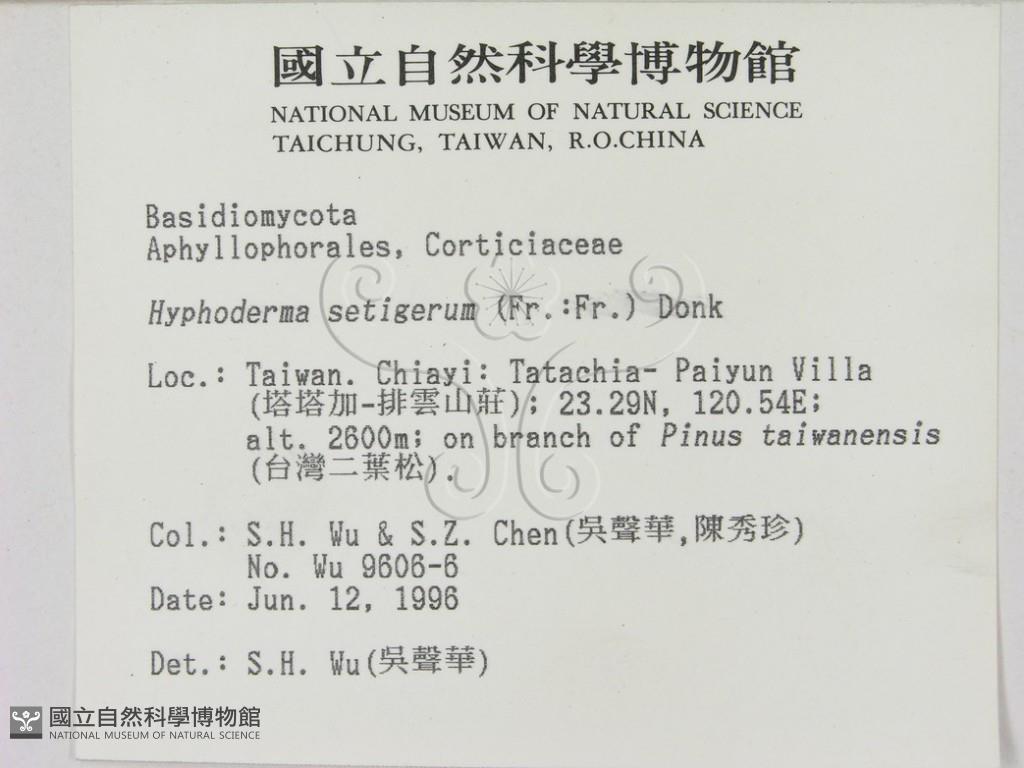 國立自然科學博物館
NATIONAL MUSEUM OF NATURAL SCIENCE
TAICHUNG, TAIWAN, R.O.CHINA
Basidiomycota
Aphyllophorales, Corticiaceae
Hyphoderma setigerum (Fr.:Fr.) Donk
Loc.: Taiwan. Chiayi: Tatachia- Paiyun Villa
(塔塔加-排雲山莊); 23.29N, 120.54E;
alt. 2600m; on branch of Pinus taiwanensis
(台灣二葉松).
Col.: S.H. Wu & S.Z. Chen(吳聲華,陳秀珍)
No. Wu 9606-6
Date: Jun. 12, 1996
Det.: S.H. Wu(吳聲華)
國立自然科學博物館
NATIONAL MUSEUM OF NATURAL SCIENCE